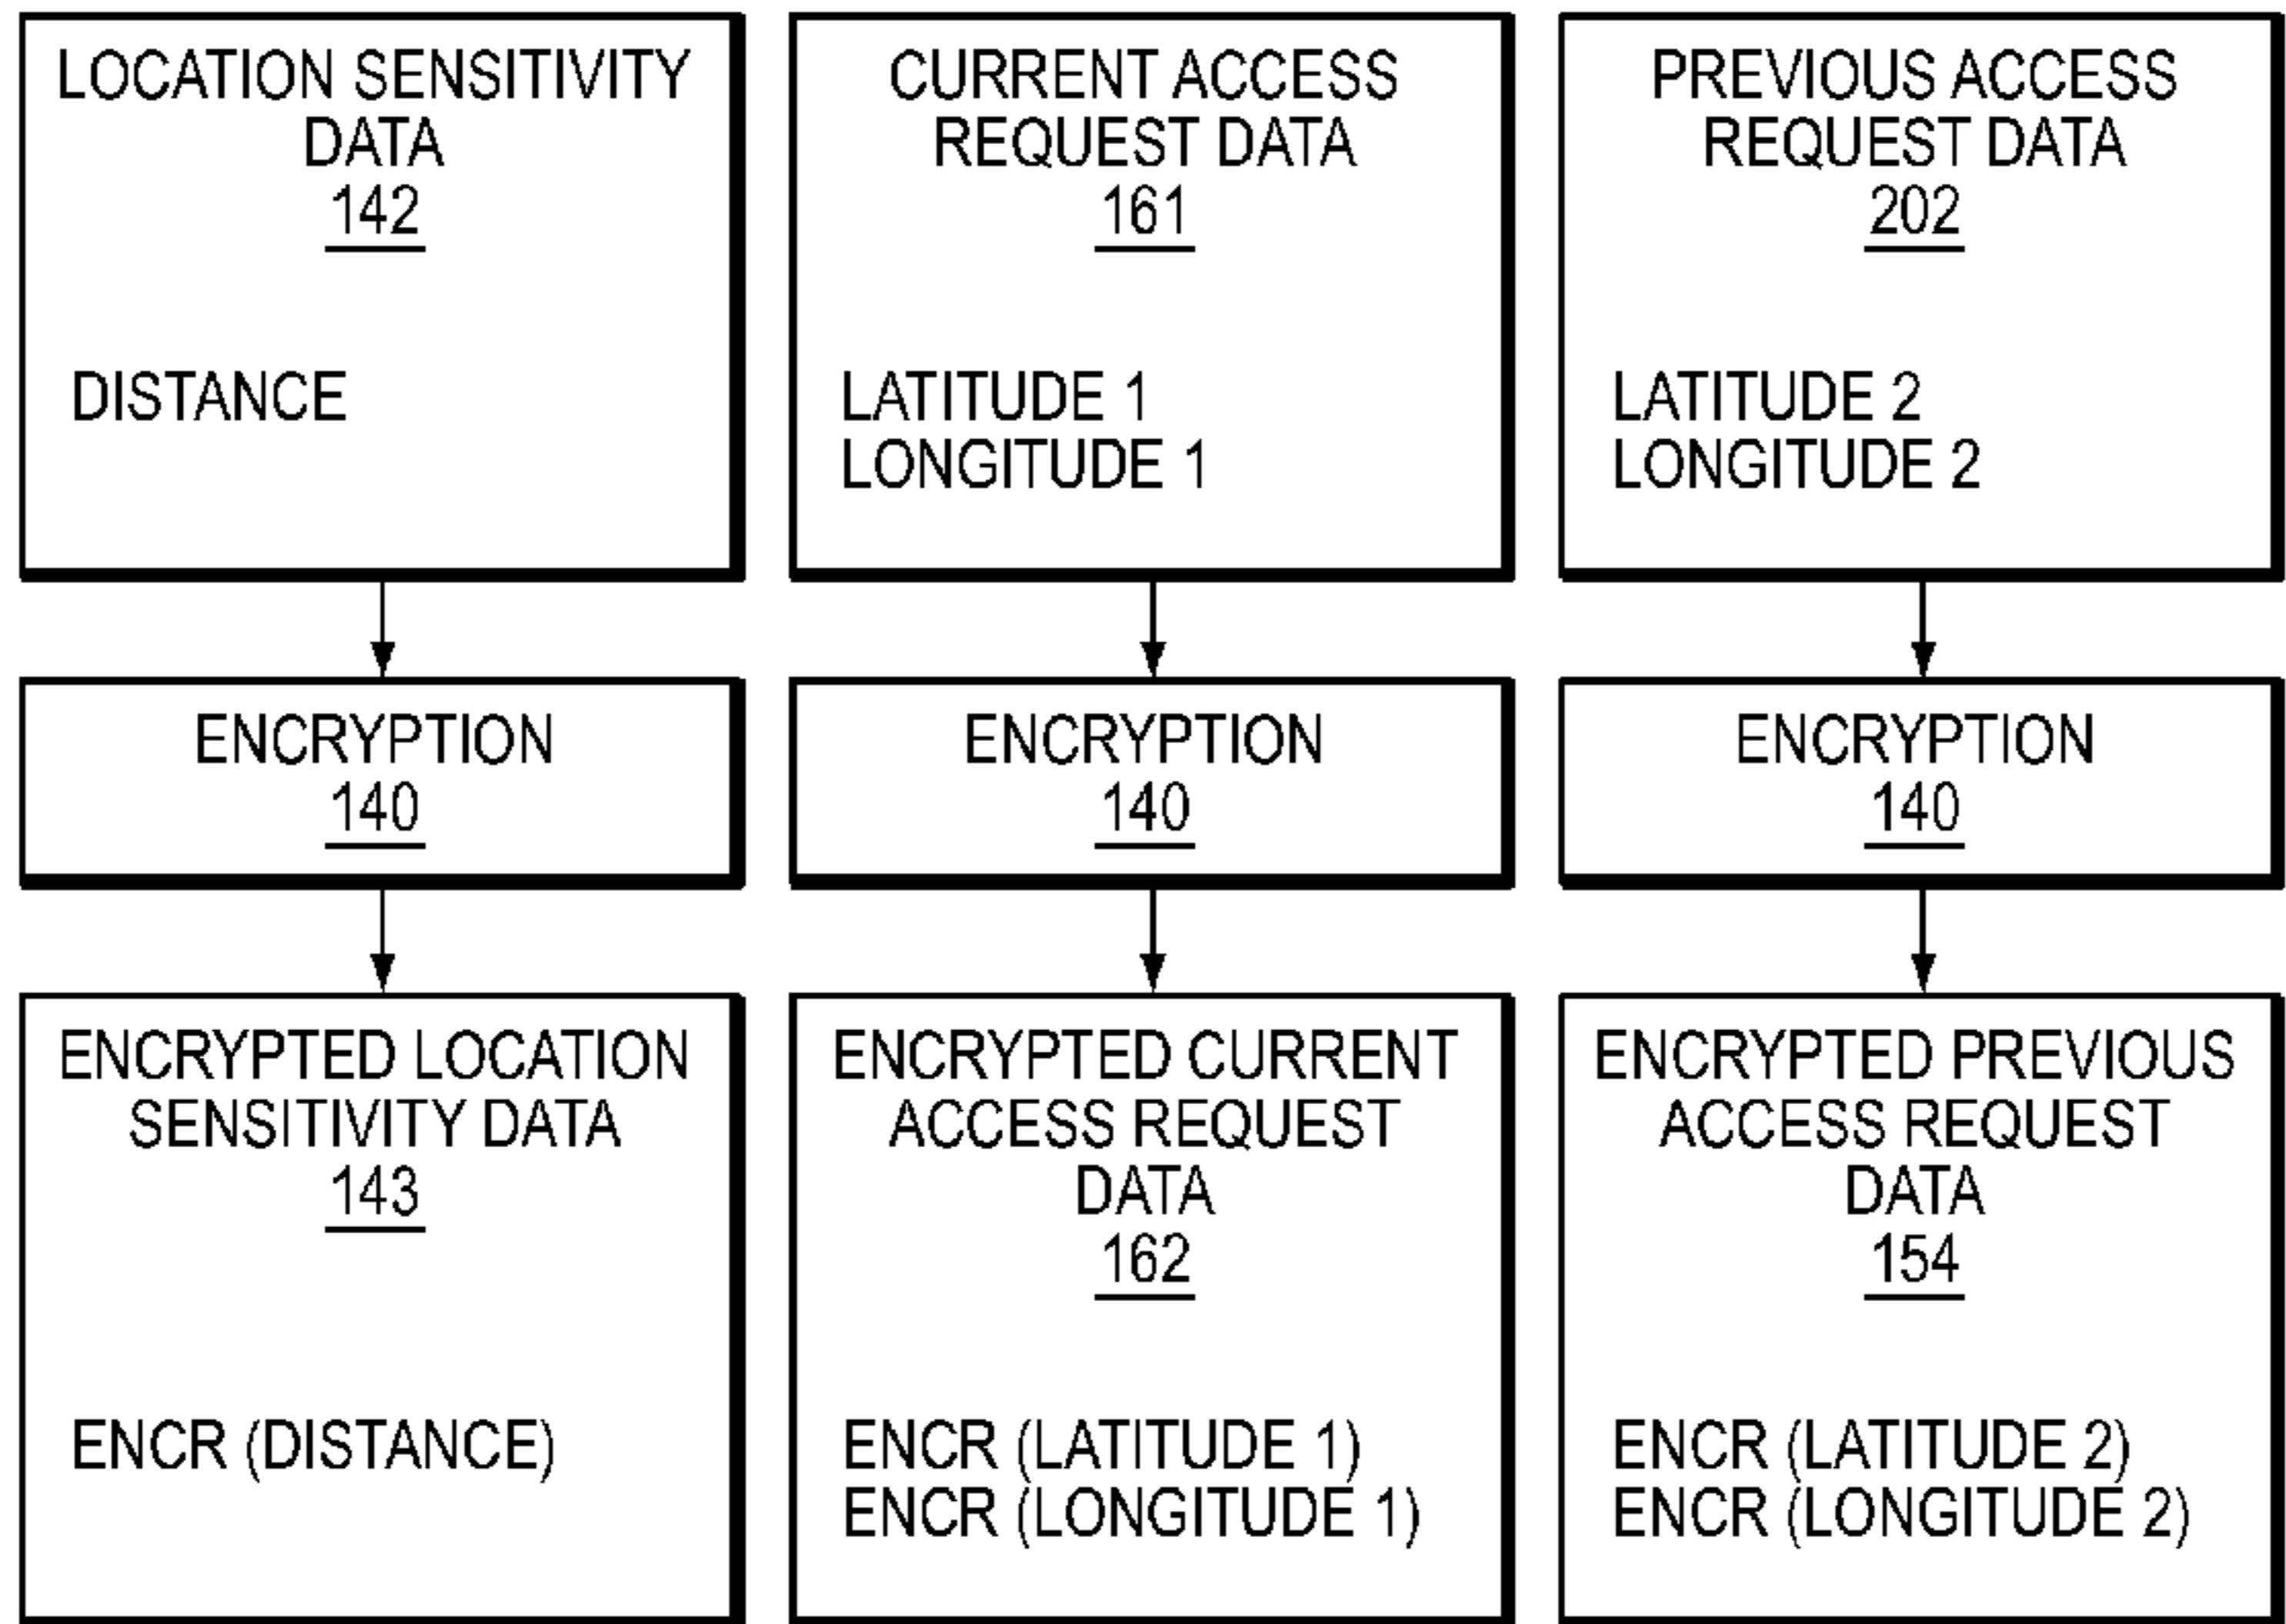 LOCATION SENSITIVITY
DATA
142
DISTANCE
CURRENT ACCESS
REQUEST DATA
161
LATITUDE 1
LONGITUDE 1
PREVIOUS ACCESS
REQUEST DATA
202
LATITUDE 2
LONGITUDE 2
ENCRYPTION
140
ENCRYPTION
140
ENCRYPTION
140
ENCRYPTED LOCATION
SENSITIVITY DATA
143
ENCR (DISTANCE)
ENCRYPTED CURRENT
ACCESS REQUEST
DATA
162
ENCR (LATITUDE 1)
ENCR (LONGITUDE 1)
ENCRYPTED PREVIOUS
ACCESS REQUEST
DATA
154
ENCR (LATITUDE 2)
ENCR (LONGITUDE 2)